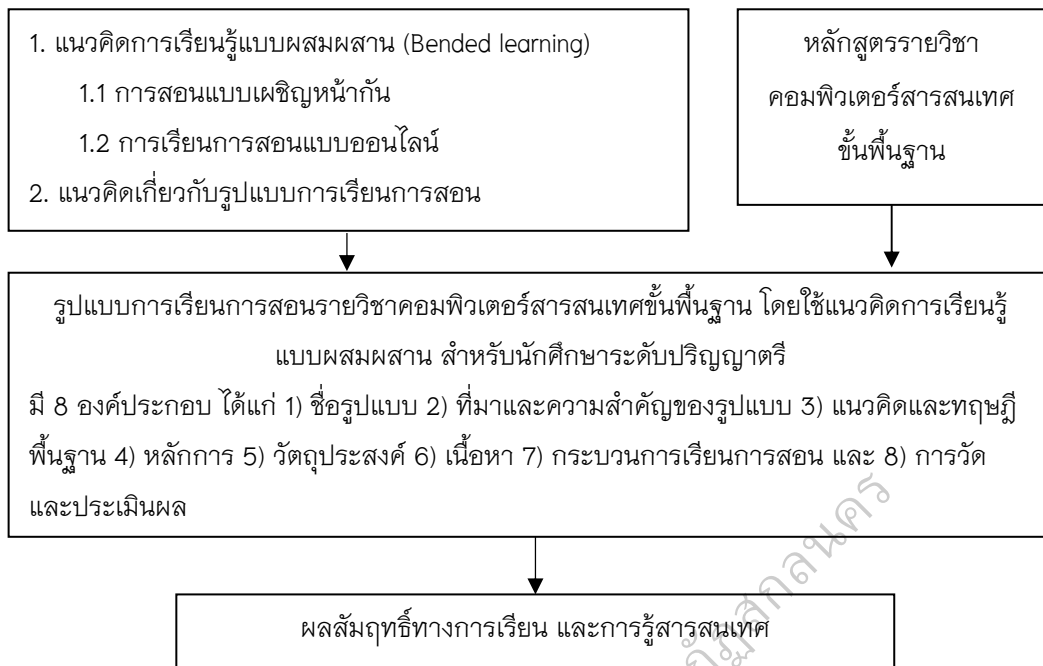 1. แนวคิดการเรียนรู้แบบผสมผสาน (Bended learning)
1.1 การสอนแบบเผชิญหน้ากัน
1.2 การเรียนการสอนแบบออนไลน์
2. แนวคิดเกี่ยวกับรูปแบบการเรียนการสอน
หลักสูตรรายวิชา
คอมพิวเตอร์สารสนเทศ
ขั้นพื้นฐาน
รูปแบบการเรียนการสอนรายวิชาคอมพิวเตอร์สารสนเทศขั้นพื้นฐาน โดยใช้แนวคิดการเรียนรู้
แบบผสมผสาน สำหรับนักศึกษาระดับปริญญาตรี
มี 8 องค์ประกอบ ได้แก่ 1) ชื่อรูปแบบ 2) ที่มาและความสำคัญของรูปแบบ 3) แนวคิดและทฤษฎี
พื้นฐาน 4) หลักการ 5) วัตถุประสงค์ 6) เนื้อหา 7) กระบวนการเรียนการสอน และ 8) การวัด
และประเมินผล
ผลสัมฤทธิ์ทางการเรียน และการรู้สารสนเทศ